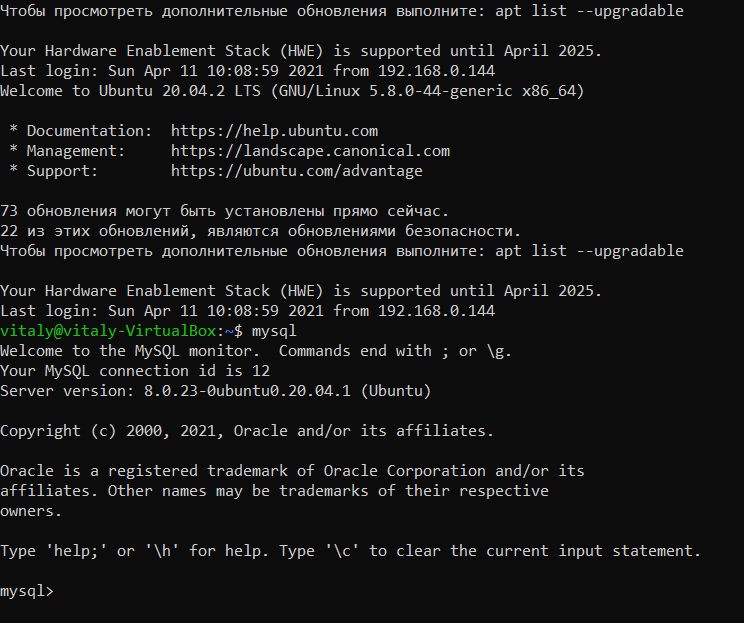 Чтобы просмотреть дополнительные обновления выполните: apt list --upgradable
Your Hardware Enablement Stack (HWE) is supported until April 2025.
Last login: Sun Apr 11 10:08:59 2021 from 192.168.0.144
Welcome to Ubuntu 20.04.2 LTS (GNU/Linux 5.8.0-44-generic x86_64)
* Documentation:  https://help.ubuntu.com
* Management:     https://landscape.canonical.com
* Support:        https://ubuntu.com/advantage
73 обновления могут быть установлены прямо сейчас.
22 из этих обновлений, являются обновлениями безопасности.
Чтобы просмотреть дополнительные обновления выполните: apt list --upgradable
Your Hardware Enablement Stack (HWE) is supported until April 2025.
Last login: Sun Apr 11 10:08:59 2021 from 192.168.0.144
vitaly@vitaly-VirtualBox:~$ mysql
Welcome to the MySQL monitor.  Commands end with ; or \g.
Your MySQL connection id is 12
Server version: 8.0.23-0ubuntu0.20.04.1 (Ubuntu)
Copyright (c) 2000, 2021, Oracle and/or its affiliates.
Oracle is a registered trademark of Oracle Corporation and/or its
affiliates. Other names may be trademarks of their respective
owners.
Type 'help;' or '\h' for help. Type '\c' to clear the current input statement.
mysql>